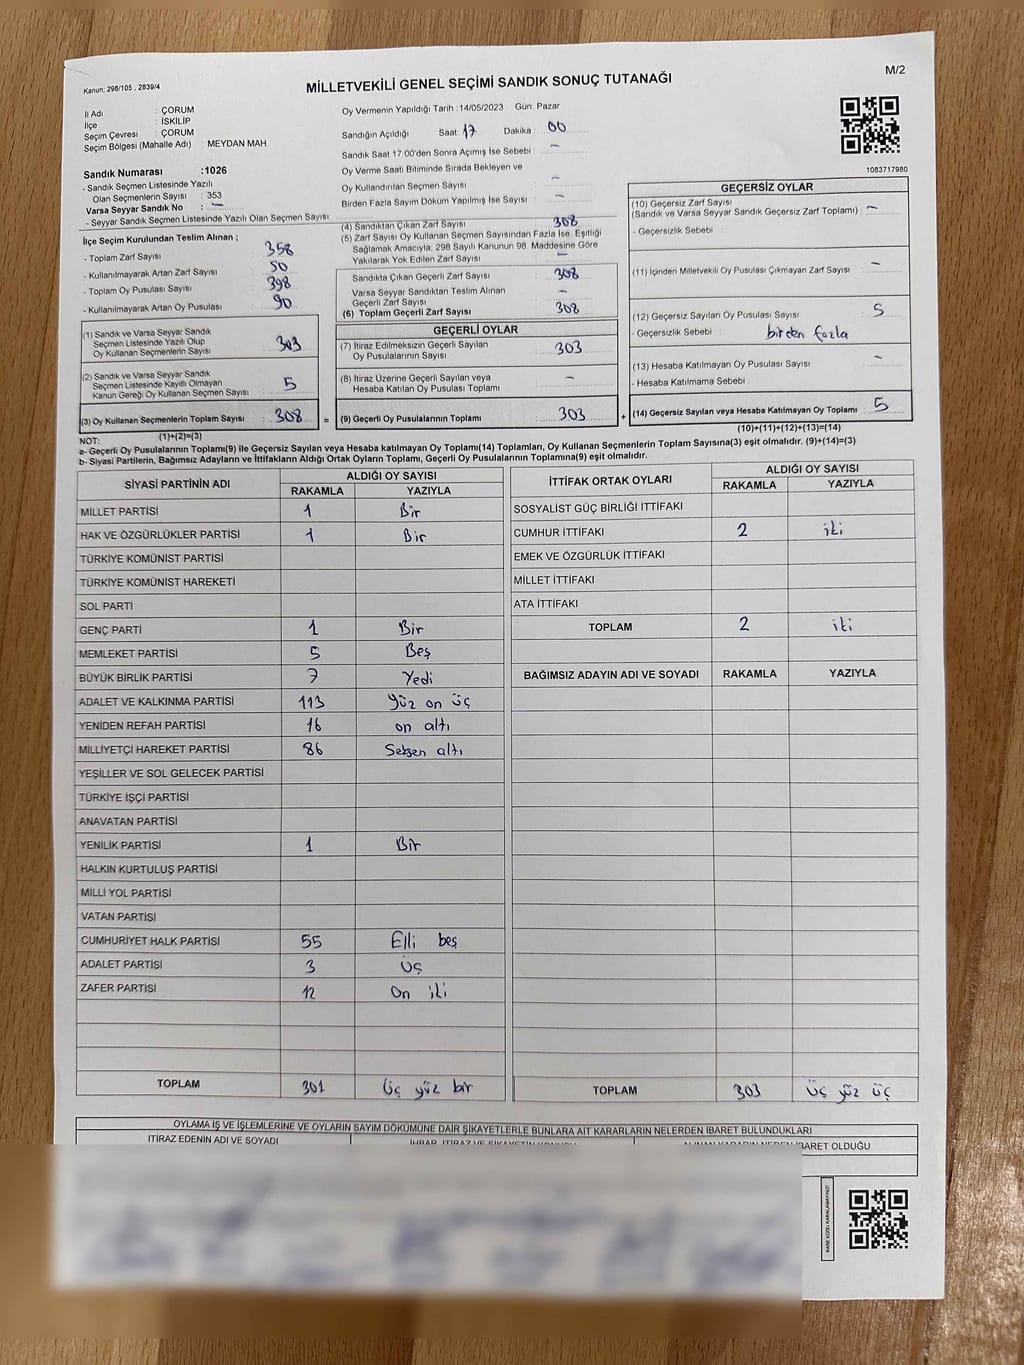 M/2
Kanun: 298/105 , 2839/4
MİLLETVEKİLİ GENEL SEÇİMİ SANDIK SONUÇ TUTANAĞI
İl Adı : ÇORUM
İlçe : İSKİLİP
Seçim Çevresi : ÇORUM
Seçim Bölgesi (Mahalle Adı) : MEYDAN MAH.
Oy Vermenin Yapıldığı Tarih :14/05/2023 Gün: Pazar
Sandığın Açıldığı Saat: 17 Dakika : 00
Sandık Saat 17:00'den Sonra Açımış İse Sebebi : -
Oy Verme Saati Bitiminde Sırada Bekleyen ve
Oy Kullandırılan Seçmen Sayısı : -
Birden Fazla Sayım Döküm Yapılmış İse Sayısı : -
1083717980
Sandık Numarası :1026
- Sandık Seçmen Listesinde Yazılı
Olan Seçmenlerin Sayısı : 353
Varsa Seyyar Sandık No : -
- Seyyar Sandık Seçmen Listesinde Yazılı Olan Seçmen Sayısı:
İlçe Seçim Kurulundan Teslim Alınan ;
- Toplam Zarf Sayısı : 358
- Kullanılmayarak Artan Zarf Sayısı : 50
- Toplam Oy Pusulası Sayısı : 398
- Kullanılmayarak Artan Oy Pusulası : 90
(1) Sandık ve Varsa Seyyar Sandık
Seçmen Listesinde Yazılı Olup
Oy Kullanan Seçmenlerin Sayısı : 303
(2) Sandık ve Varsa Seyyar Sandık
Seçmen Listesinde Kayıtlı Olmayan
Kanun Gereği Oy Kullanan Seçmen Sayısı : 5
(3) Oy Kullanan Seçmenlerin Toplam Sayısı : 308
(1)+(2)=(3)
(4) Sandıktan Çıkan Zarf Sayısı : 308
(5) Zarf Sayısı Oy Kullanan Seçmen Sayısından Fazla İse, Eşitliği
Sağlamak Amacıyla, 298 Sayılı Kanunun 98. Maddesine Göre
Yakılarak Yok Edilen Zarf Sayısı : -
Sandıkta Çıkan Geçerli Zarf Sayısı : 308
Varsa Seyyar Sandıktan Teslim Alınan
Geçerli Zarf Sayısı : -
(6) Toplam Geçerli Zarf Sayısı : 308
GEÇERLİ OYLAR
(7) İtiraz Edilmeksizin Geçerli Sayılan
Oy Pusulalarının Sayısı : 303
(8) İtiraz Üzerine Geçerli Sayılan veya
Hesaba Katılan Oy Pusulası Toplamı : -
= (9) Geçerli Oy Pusulalarının Toplamı : 303
GEÇERSİZ OYLAR
(10) Geçersiz Zarf Sayısı
(Sandık ve Varsa Seyyar Sandık Geçersiz Zarf Toplamı) : -
- Geçersizlik Sebebi :
(11) İçinden Milletvekili Oy Pusulası Çıkmayan Zarf Sayısı : -
(12) Geçersiz Sayılan Oy Pusulası Sayısı : 5
- Geçersizlik Sebebi : birden fazla
(13) Hesaba Katılmayan Oy Pusulası Sayısı : -
- Hesaba Katılmama Sebebi :
+ (14) Geçersiz Sayılan veya Hesaba Katılmayan Oy Toplamı : 5
(10)+(11)+(12)+(13)=(14)
NOT:
a- Geçerli Oy Pusulalarının Toplamı(9) ile Geçersiz Sayılan veya Hesaba katılmayan Oy Toplamı(14) Toplamları, Oy Kullanan Seçmenlerin Toplam Sayısına(3) eşit olmalıdır. (9)+(14)=(3)
b- Siyasi Partilerin, Bağımsız Adayların ve İttifakların Aldığı Ortak Oyların Toplamı, Geçerli Oy Pusulalarının Toplamına(9) eşit olmalıdır.
SİYASİ PARTİNİN ADI ALDIĞI OY SAYISI
RAKAMLA YAZIYLA
MİLLET PARTİSİ 1 Bir
HAK VE ÖZGÜRLÜKLER PARTİSİ 1 Bir
TÜRKİYE KOMÜNİST PARTİSİ
TÜRKİYE KOMÜNİST HAREKETİ
SOL PARTİ
GENÇ PARTİ 1 Bir
MEMLEKET PARTİSİ 5 Beş
BÜYÜK BİRLİK PARTİSİ 7 Yedi
ADALET VE KALKINMA PARTİSİ 113 Yüz on üç
YENİDEN REFAH PARTİSİ 16 on altı
MİLLİYETÇİ HAREKET PARTİSİ 86 Seksen altı
YEŞİLLER VE SOL GELECEK PARTİSİ
TÜRKİYE İŞÇİ PARTİSİ
ANAVATAN PARTİSİ
YENİLİK PARTİSİ 1 Bir
HALKIN KURTULUŞ PARTİSİ
MİLLİ YOL PARTİSİ
VATAN PARTİSİ
CUMHURİYET HALK PARTİSİ 55 Elli beş
ADALET PARTİSİ 3 Üç
ZAFER PARTİSİ 12 On iki
TOPLAM 301 Üç yüz bir
İTTİFAK ORTAK OYLARI ALDIĞI OY SAYISI
RAKAMLA YAZIYLA
SOSYALİST GÜÇ BİRLİĞİ İTTİFAKI
CUMHUR İTTİFAKI 2 iki
EMEK VE ÖZGÜRLÜK İTTİFAKI
MİLLET İTTİFAKI
ATA İTTİFAKI
TOPLAM 2 iki
BAĞIMSIZ ADAYIN ADI VE SOYADI RAKAMLA YAZIYLA
TOPLAM 303 Üç yüz üç
OYLAMA İŞ VE İŞLEMLERİNE VE OYLARIN SAYIM DÖKÜMÜNE DAİR ŞİKAYETLERLE BUNLARA AİT KARARLARIN NELERDEN İBARET BULUNDUKLARI
İTİRAZ EDENİN ADI VE SOYADI
İHBAR, İTİRAZ VE ŞİKAYETİN KONUSU
ALINAN KARARIN NEDEN İBARET OLDUĞU
KARE KODU KARALAMAYINIZ!